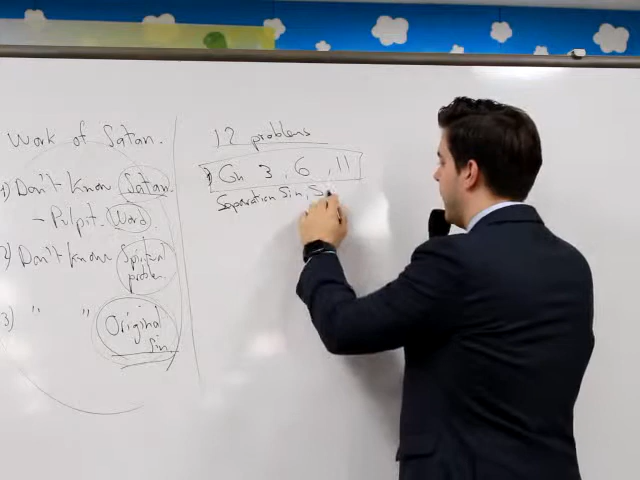 Work of Satan.
1) Don't Know Satan.
- Pulpit. Word.
2) Don't know Spiritual
problem.
3) " " Original
Sin
12 problems
1) Gn 3, 6, 11
Separation Sin, S